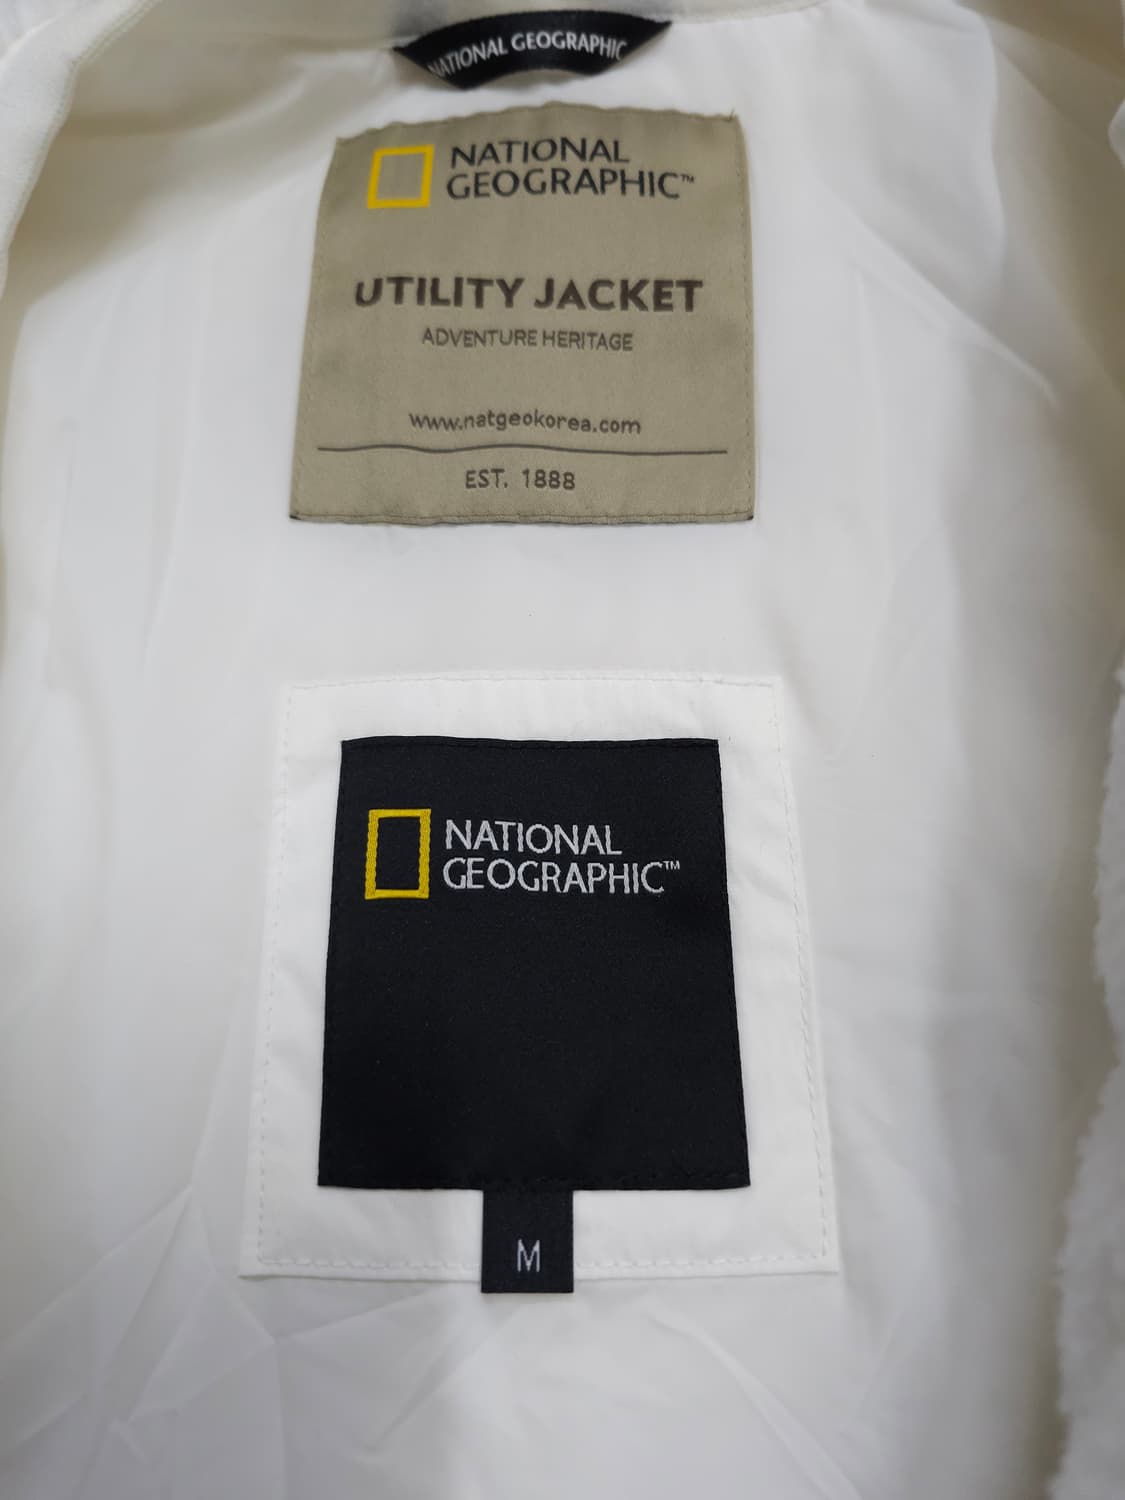 NATIONAL GEOGRAPHIC
NATIONAL
GEOGRAPHIC™
UTILITY JACKET
ADVENTURE HERITAGE
www.natgeokorea.com
EST. 1888
NATIONAL
GEOGRAPHIC™
M